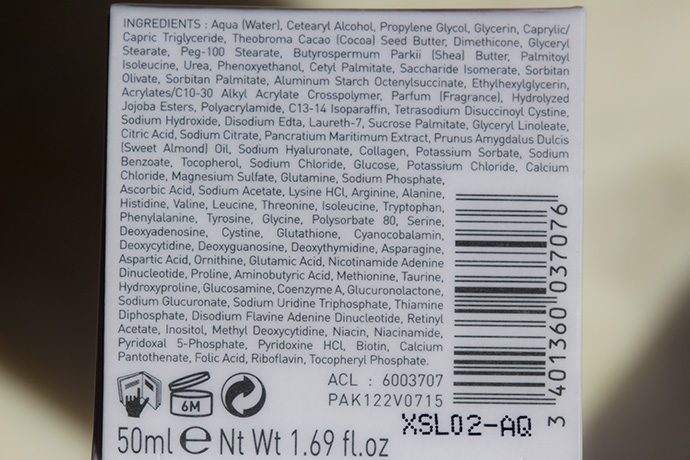 INGREDIENTS : Aqua (Water), Cetearyl Alcohol, Propylene Glycol, Glycerin, Caprylic/
Capric Triglyceride, Theobroma Cacao (Cocoa) Seed Butter, Dimethicone, Glyceryl
Stearate, Peg-100 Stearate, Butyrospermum Parkii (Shea) Butter, Palmitoyl
Isoleucine, Urea, Phenoxyethanol, Cetyl Palmitate, Saccharide Isomerate, Sorbitan
Olivate, Sorbitan Palmitate, Aluminum Starch Octenylsuccinate, Ethylhexylglycerin,
Acrylates/C10-30 Alkyl Acrylate Crosspolymer, Parfum (Fragrance), Hydrolyzed
Jojoba Esters, Polyacrylamide, C13-14 Isoparaffin, Tetrasodium Disuccinoyl Cystine,
Sodium Hydroxide, Disodium Edta, Laureth-7, Sucrose Palmitate, Glyceryl Linoleate,
Citric Acid, Sodium Citrate, Pancratium Maritimum Extract, Prunus Amygdalus Dulcis
(Sweet Almond) Oil, Sodium Hyaluronate, Collagen, Potassium Sorbate, Sodium
Benzoate, Tocopherol, Sodium Chloride, Glucose, Potassium Chloride, Calcium
Chloride, Magnesium Sulfate, Glutamine, Sodium Phosphate,
Ascorbic Acid, Sodium Acetate, Lysine HCl, Arginine, Alanine,
Histidine, Valine, Leucine, Threonine, Isoleucine, Tryptophan,
Phenylalanine, Tyrosine, Glycine, Polysorbate 80, Serine,
Deoxyadenosine, Cystine, Glutathione, Cyanocobalamin,
Deoxycytidine, Deoxyguanosine, Deoxythymidine, Asparagine,
Aspartic Acid, Ornithine, Glutamic Acid, Nicotinamide Adenine
Dinucleotide, Proline, Aminobutyric Acid, Methionine, Taurine,
Hydroxyproline, Glucosamine, Coenzyme A, Glucuronolactone,
Sodium Glucuronate, Sodium Uridine Triphosphate, Thiamine
Diphosphate, Disodium Flavine Adenine Dinucleotide, Retinyl
Acetate, Inositol, Methyl Deoxycytidine, Niacin, Niacinamide,
Pyridoxal 5-Phosphate, Pyridoxine HCl, Biotin, Calcium
Pantothenate, Folic Acid, Riboflavin, Tocopheryl Phosphate.
3 401360 037076
6M
ACL : 6003707
PAK122V0715
XSL02-AQ
50ml e Nt Wt 1.69 fl.oz